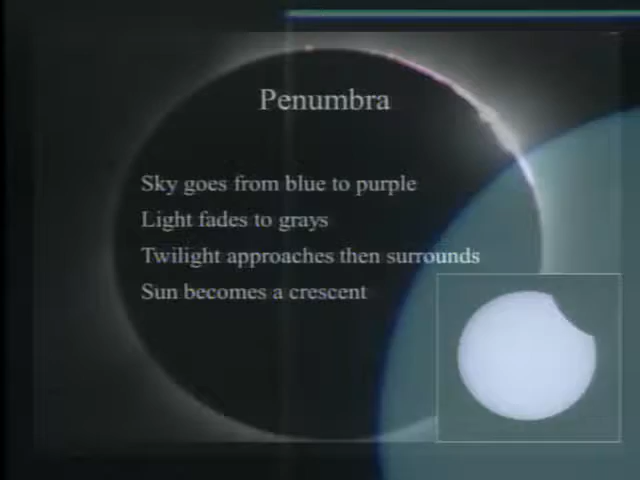 Penumbra
Sky goes from blue to purple
Light fades to grays
Twilight approaches then surrounds
Sun becomes a crescent